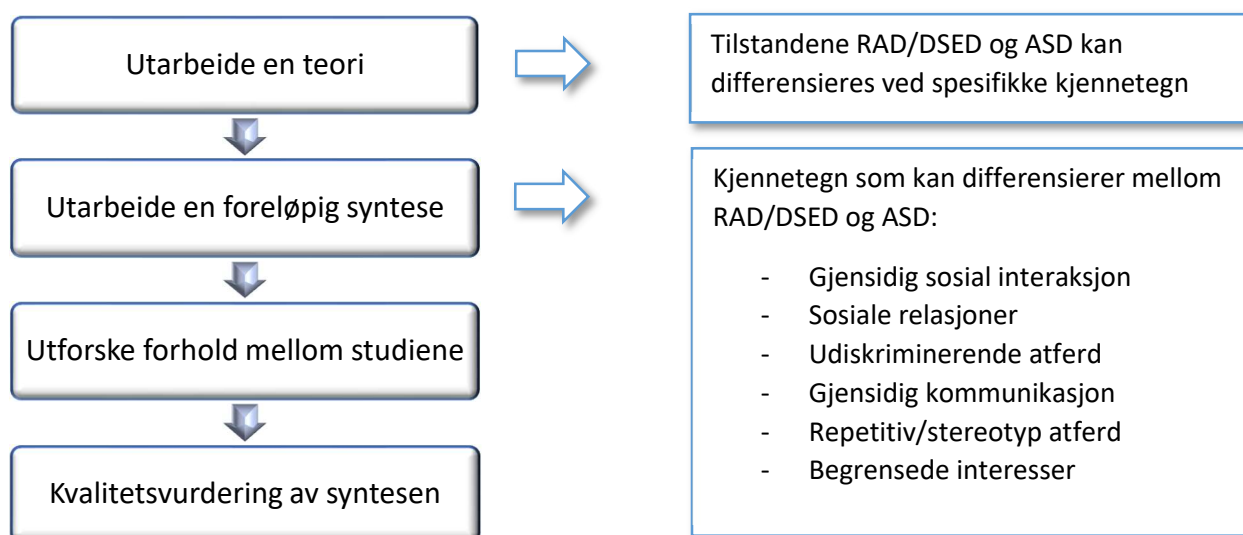 Utarbeide en teori
Tilstandene RAD/DSED og ASD kan
differensieres ved spesifikke kjennetegn
Utarbeide en foreløpig syntese
Kjennetegn som kan differensierer mellom
RAD/DSED og ASD:
- Gjensidig sosial interaksjon
- Sosiale relasjoner
- Udiskriminerende atferd
- Gjensidig kommunikasjon
- Repetitiv/stereotyp atferd
- Begrensede interesser
Utforske forhold mellom studiene
Kvalitetsvurdering av syntesen